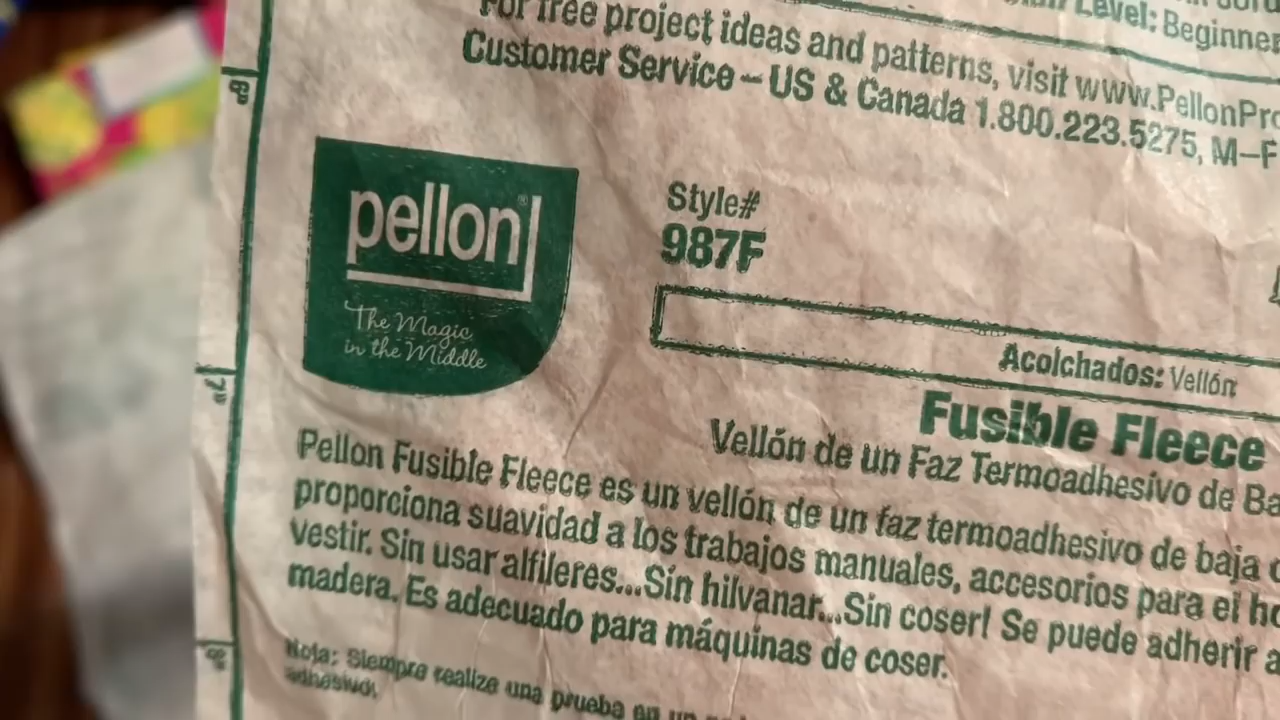 Level: Beginner
For free project ideas and patterns, visit www.PellonPro
Customer Service – US & Canada 1.800.223.5275, M–F
pellon®
The Magic
in the Middle
Style#
987F
Acolchados: Vellón
Fusible Fleece
Vellón de un Faz Termoadhesivo de Ba
Pellon Fusible Fleece es un vellón de un faz termoadhesivo de baja
proporciona suavidad a los trabajos manuales, accesorios para el ho
vestir. Sin usar alfileres...Sin hilvanar...Sin coser! Se puede adherir a
madera. Es adecuado para máquinas de coser.
Nota: Siempre realize una prueba en un
adhesivo.